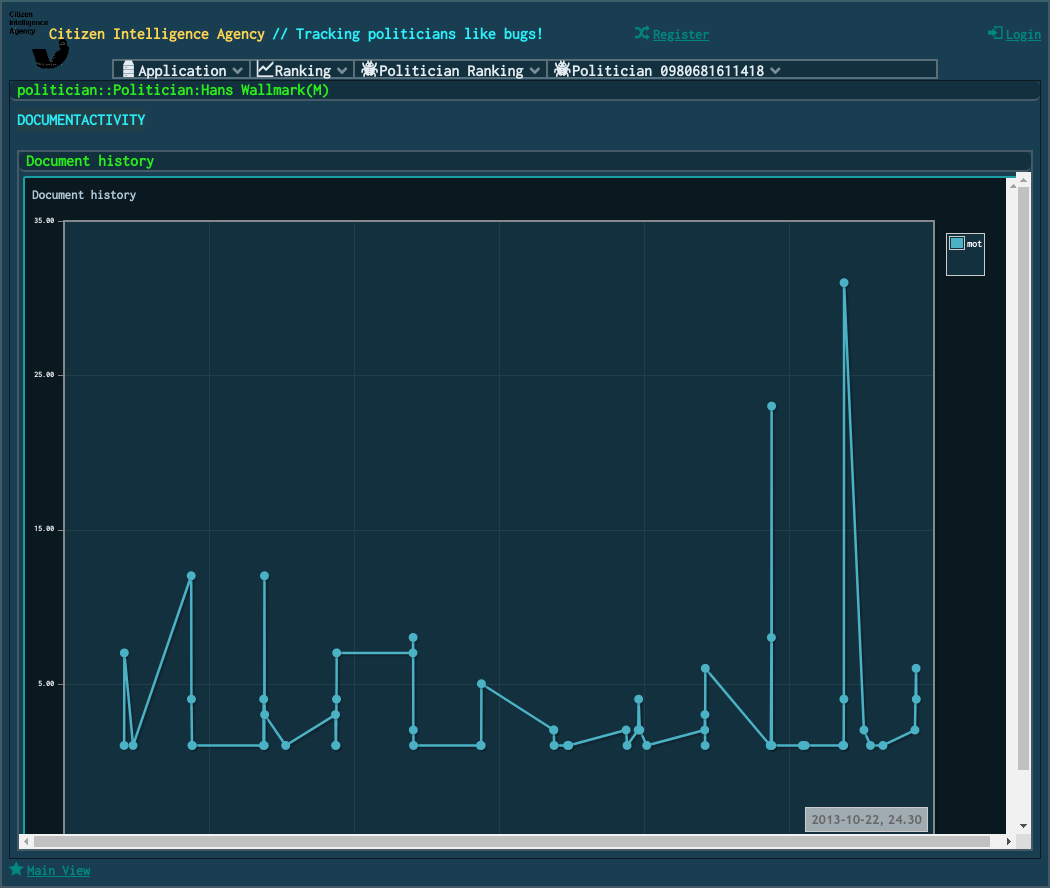 Citizen
Intelligence
Agency
Citizen Intelligence Agency // Tracking politicians like bugs!
Register
Login
Application
Ranking
Politician Ranking
Politician 0980681611418
politician::Politician:Hans Wallmark(M)
DOCUMENTACTIVITY
Document history
Document history
35.00
mot
25.00
15.00
5.00
2013-10-22, 24.30
Main View